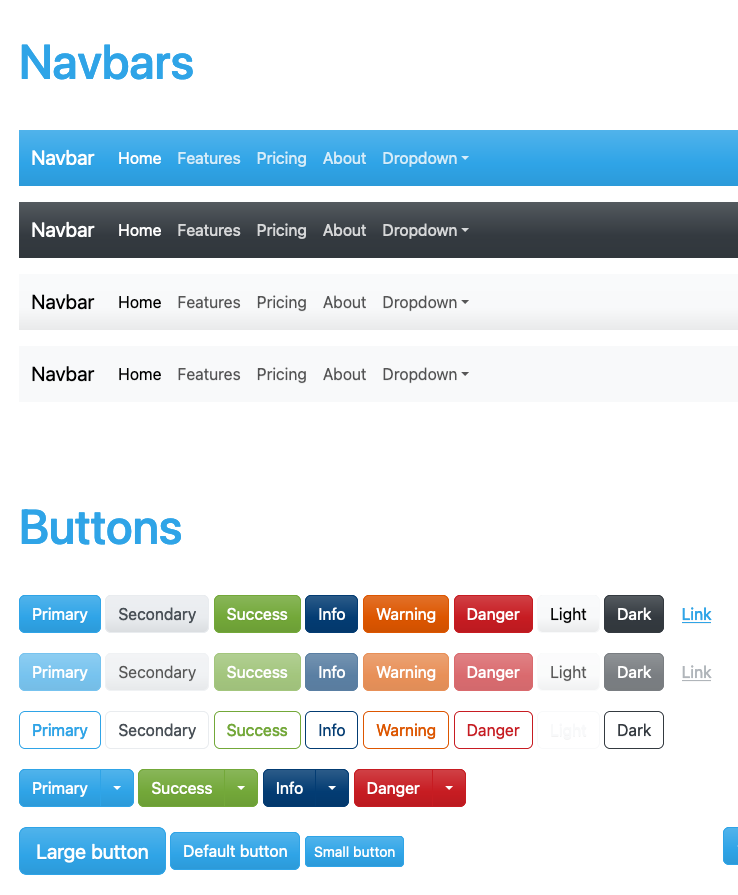 Navbars
Navbar Home Features Pricing About Dropdown
Navbar Home Features Pricing About Dropdown
Navbar Home Features Pricing About Dropdown
Navbar Home Features Pricing About Dropdown
Buttons
Primary Secondary Success Info Warning Danger Light Dark Link
Primary Secondary Success Info Warning Danger Light Dark Link
Primary Secondary Success Info Warning Danger Light Dark
Primary Success Info Danger
Large button Default button Small button